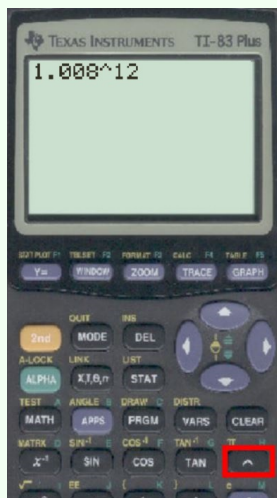 TEXAS INSTRUMENTS TI-83 Plus
1.008^12
STAT PLOT F1 TBLSET F2 FORMAT F3 CALC F4 TABLE F5
Y= WINDOW ZOOM TRACE GRAPH
QUIT INS
2nd MODE DEL
A-LOCK LINK LIST
ALPHA X,T,θ,n STAT
TEST A ANGLE B DRAW C DISTR
MATH APPS PRGM VARS CLEAR
MATRX D SIN⁻¹ E COS⁻¹ F TAN⁻¹ G π H
x⁻¹ SIN COS TAN ^
√ EE J { K } L